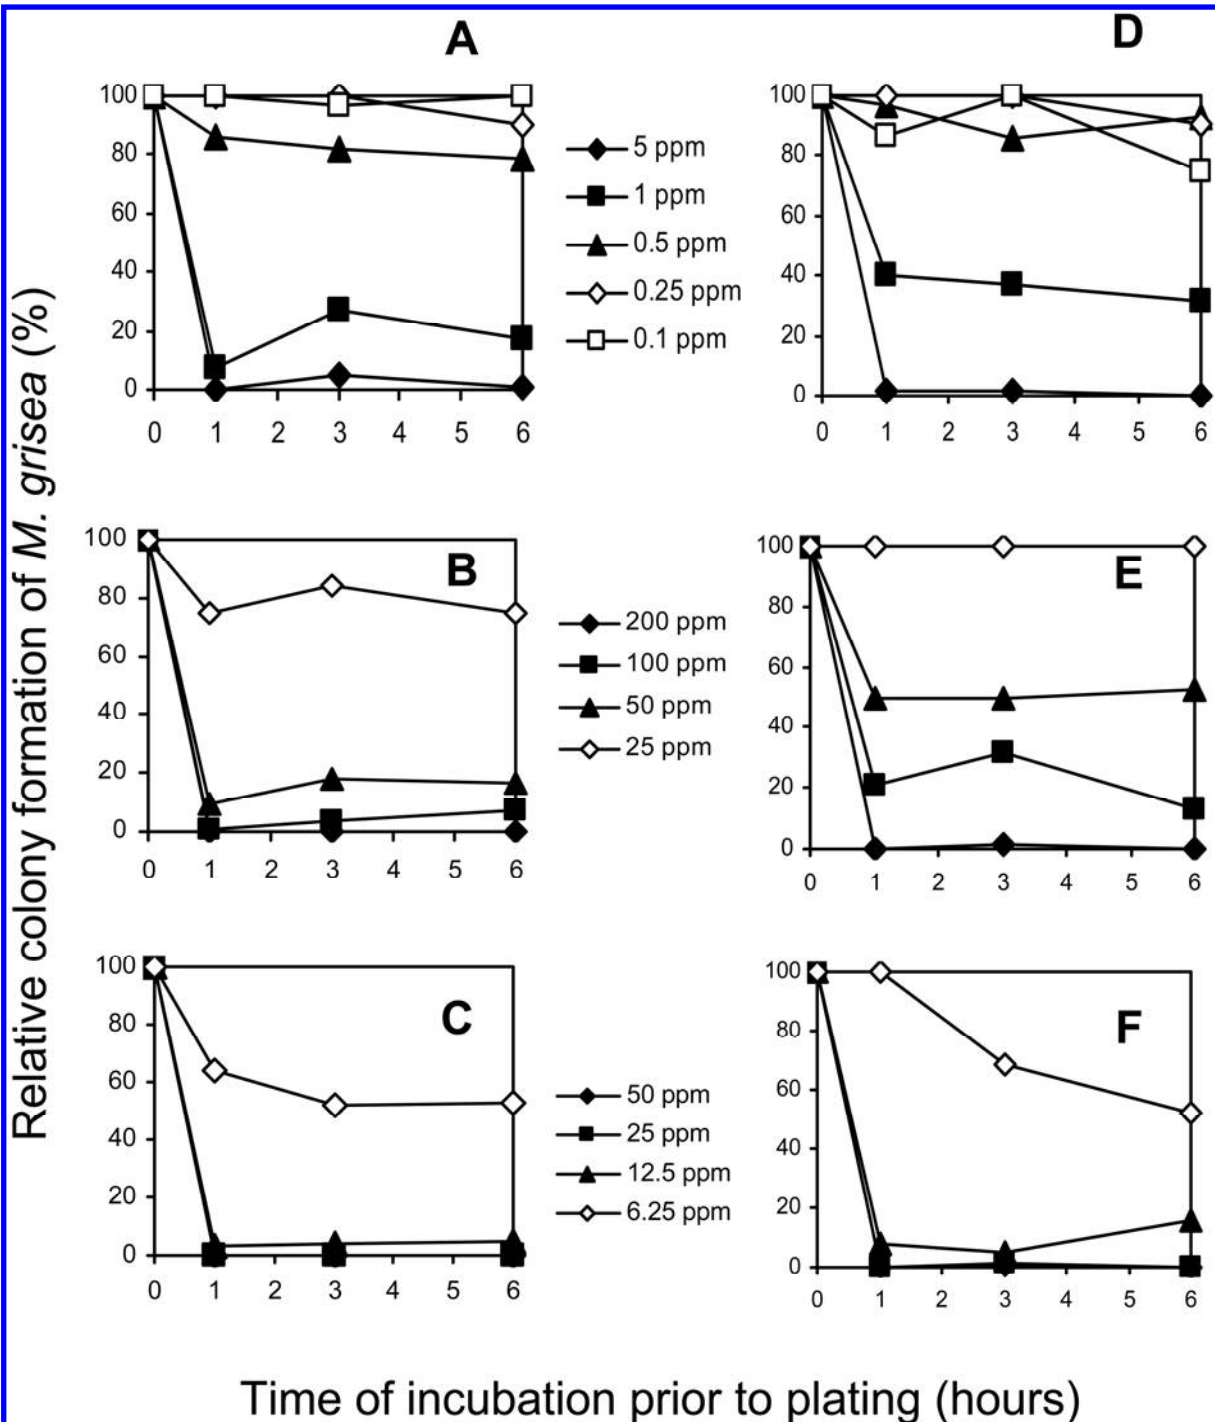 Relative colony formation of M. grisea (%)
A
100
80
60
40
20
0
0 1 2 3 4 5 6
5 ppm
1 ppm
0.5 ppm
0.25 ppm
0.1 ppm
D
100
80
60
40
20
0
0 1 2 3 4 5 6
B
100
80
60
40
20
0
0 1 2 3 4 5 6
200 ppm
100 ppm
50 ppm
25 ppm
E
100
80
60
40
20
0
0 1 2 3 4 5 6
C
100
80
60
40
20
0
0 1 2 3 4 5 6
50 ppm
25 ppm
12.5 ppm
6.25 ppm
F
100
80
60
40
20
0
0 1 2 3 4 5 6
Time of incubation prior to plating (hours)